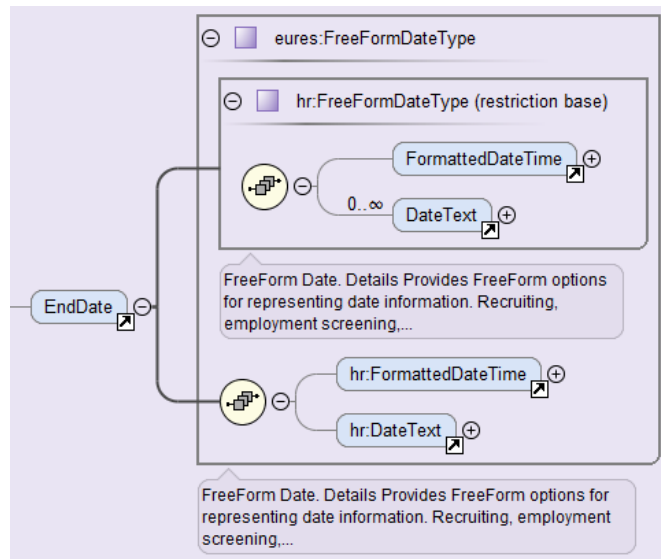 eures:FreeFormDateType
hr:FreeFormDateType (restriction base)
FormattedDateTime
0..∞
DateText
FreeForm Date. Details Provides FreeForm options
for representing date information. Recruiting,
employment screening,...
EndDate
hr:FormattedDateTime
hr:DateText
FreeForm Date. Details Provides FreeForm options for
representing date information. Recruiting, employment
screening,...